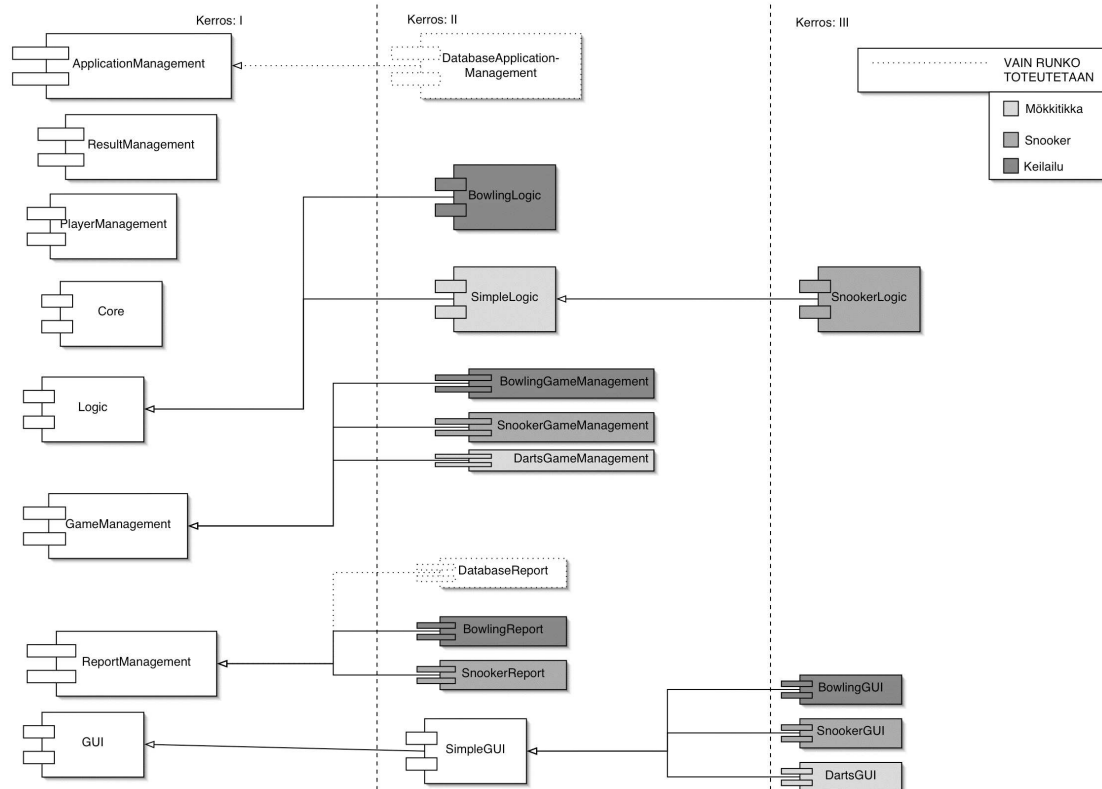 Kerros: I
Kerros: II
Kerros: III
ApplicationManagement
DatabaseApplication-
Management
VAIN RUNKO
TOTEUTETAAN
Mökkitikka
Snooker
Keilailu
ResultManagement
PlayerManagement
BowlingLogic
Core
SimpleLogic
SnookerLogic
Logic
BowlingGameManagement
SnookerGameManagement
DartsGameManagement
GameManagement
DatabaseReport
BowlingReport
ReportManagement
SnookerReport
BowlingGUI
GUI
SimpleGUI
SnookerGUI
DartsGUI